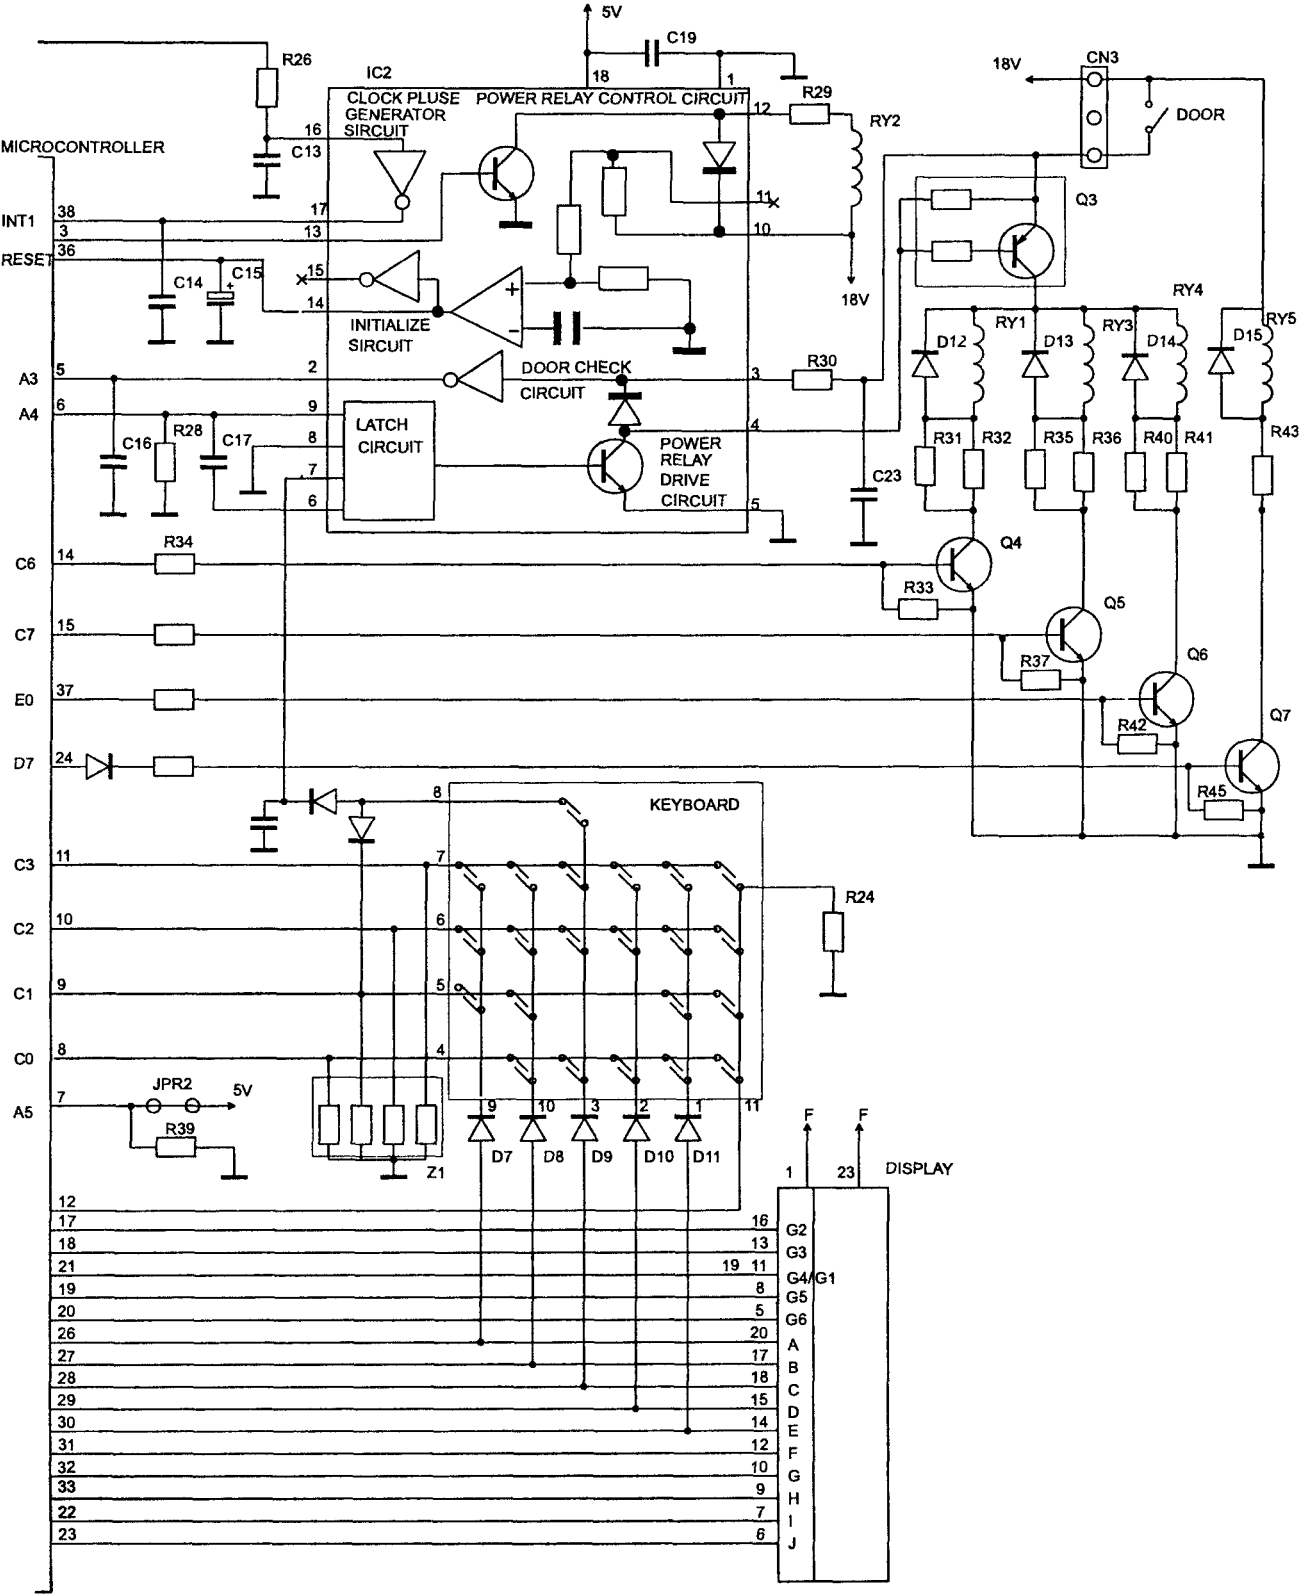 5V
C19
R26
IC2
18
1
18V
CN3
CLOCK PLUSE
GENERATOR
SIRCUIT
POWER RELAY CONTROL CIRCUIT
R29
12
RY2
DOOR
16
MICROCONTROLLER
C13
11
Q3
INT1
38
17
3
13
10
RESET
36
15
C14
C15
+
14
+
−
18V
INITIALIZE
SIRCUIT
RY1
RY3
RY4
RY5
D12
D13
D14
D15
A3
5
2
DOOR CHECK
CIRCUIT
3
R30
A4
6
9
LATCH
CIRCUIT
4
C16
R28
C17
8
7
6
POWER
RELAY
DRIVE
CIRCUIT
5
C23
R31
R32
R35
R36
R40
R41
R43
C6
14
R34
Q4
R33
C7
15
Q5
R37
E0
37
Q6
R42
D7
24
Q7
R45
8
KEYBOARD
C3
11
7
R24
C2
10
6
C1
9
5
C0
8
4
A5
7
JPR2
5V
R39
Z1
9
10
3
2
1
11
D7
D8
D9
D10
D11
F
F
1
23
DISPLAY
12
17
16
G2
18
13
G3
21
19
11
G4/G1
19
8
G5
20
5
G6
26
20
A
27
17
B
28
18
C
29
15
D
30
14
E
31
12
F
32
10
G
33
9
H
22
7
I
23
6
J